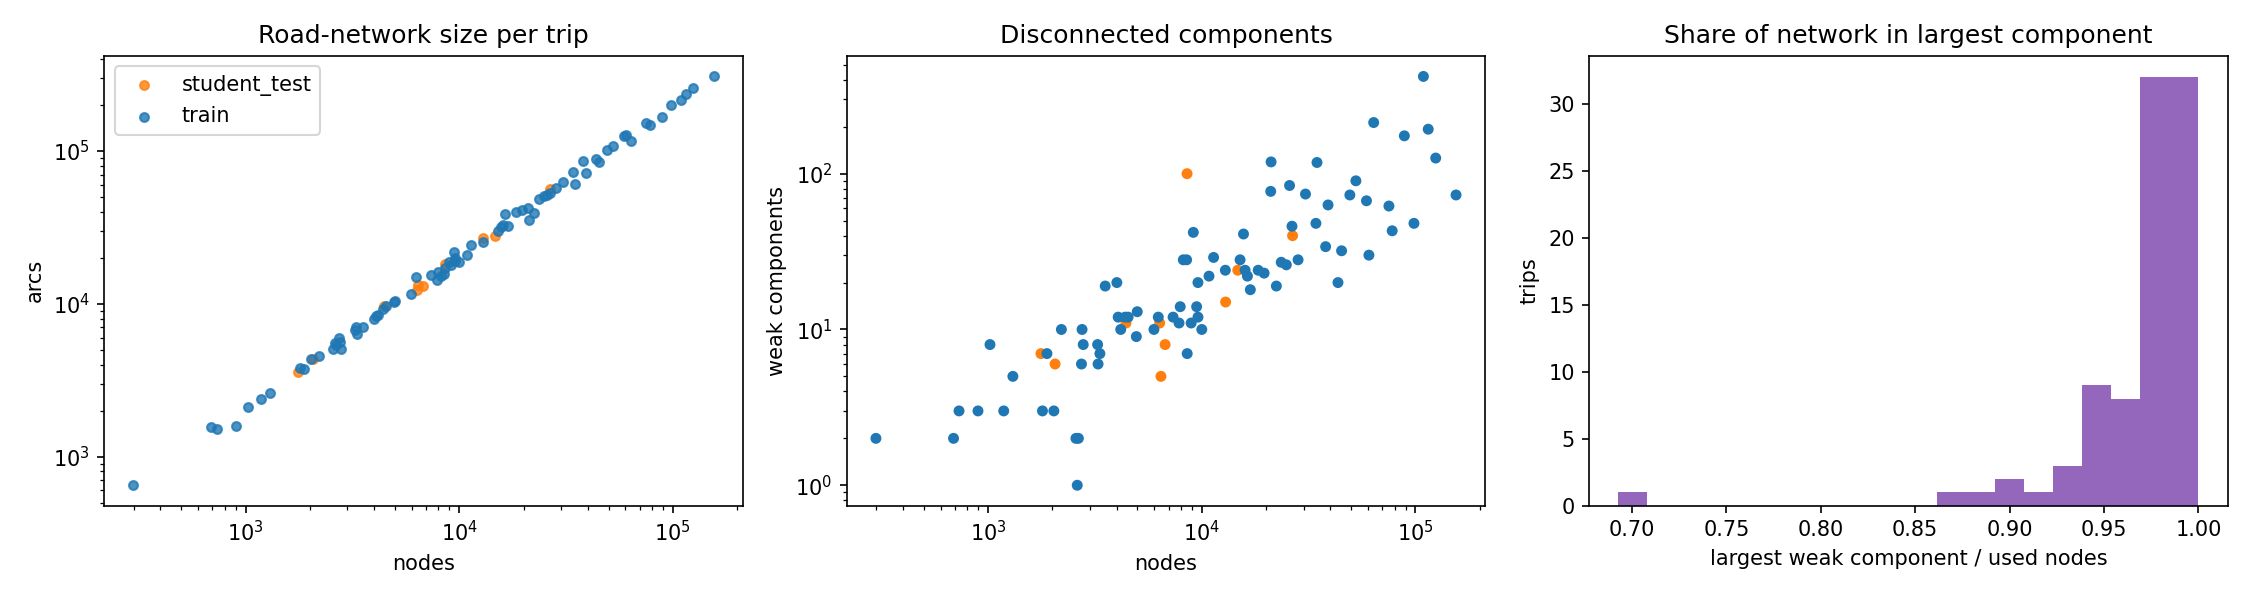 Road-network size per trip
student_test
train
10^5
10^4
10^3
arcs
10^3 10^4 10^5
nodes
Disconnected components
10^2
10^1
10^0
weak components
10^3 10^4 10^5
nodes
Share of network in largest component
30
25
20
15
10
5
0
trips
0.70 0.75 0.80 0.85 0.90 0.95 1.00
largest weak component / used nodes